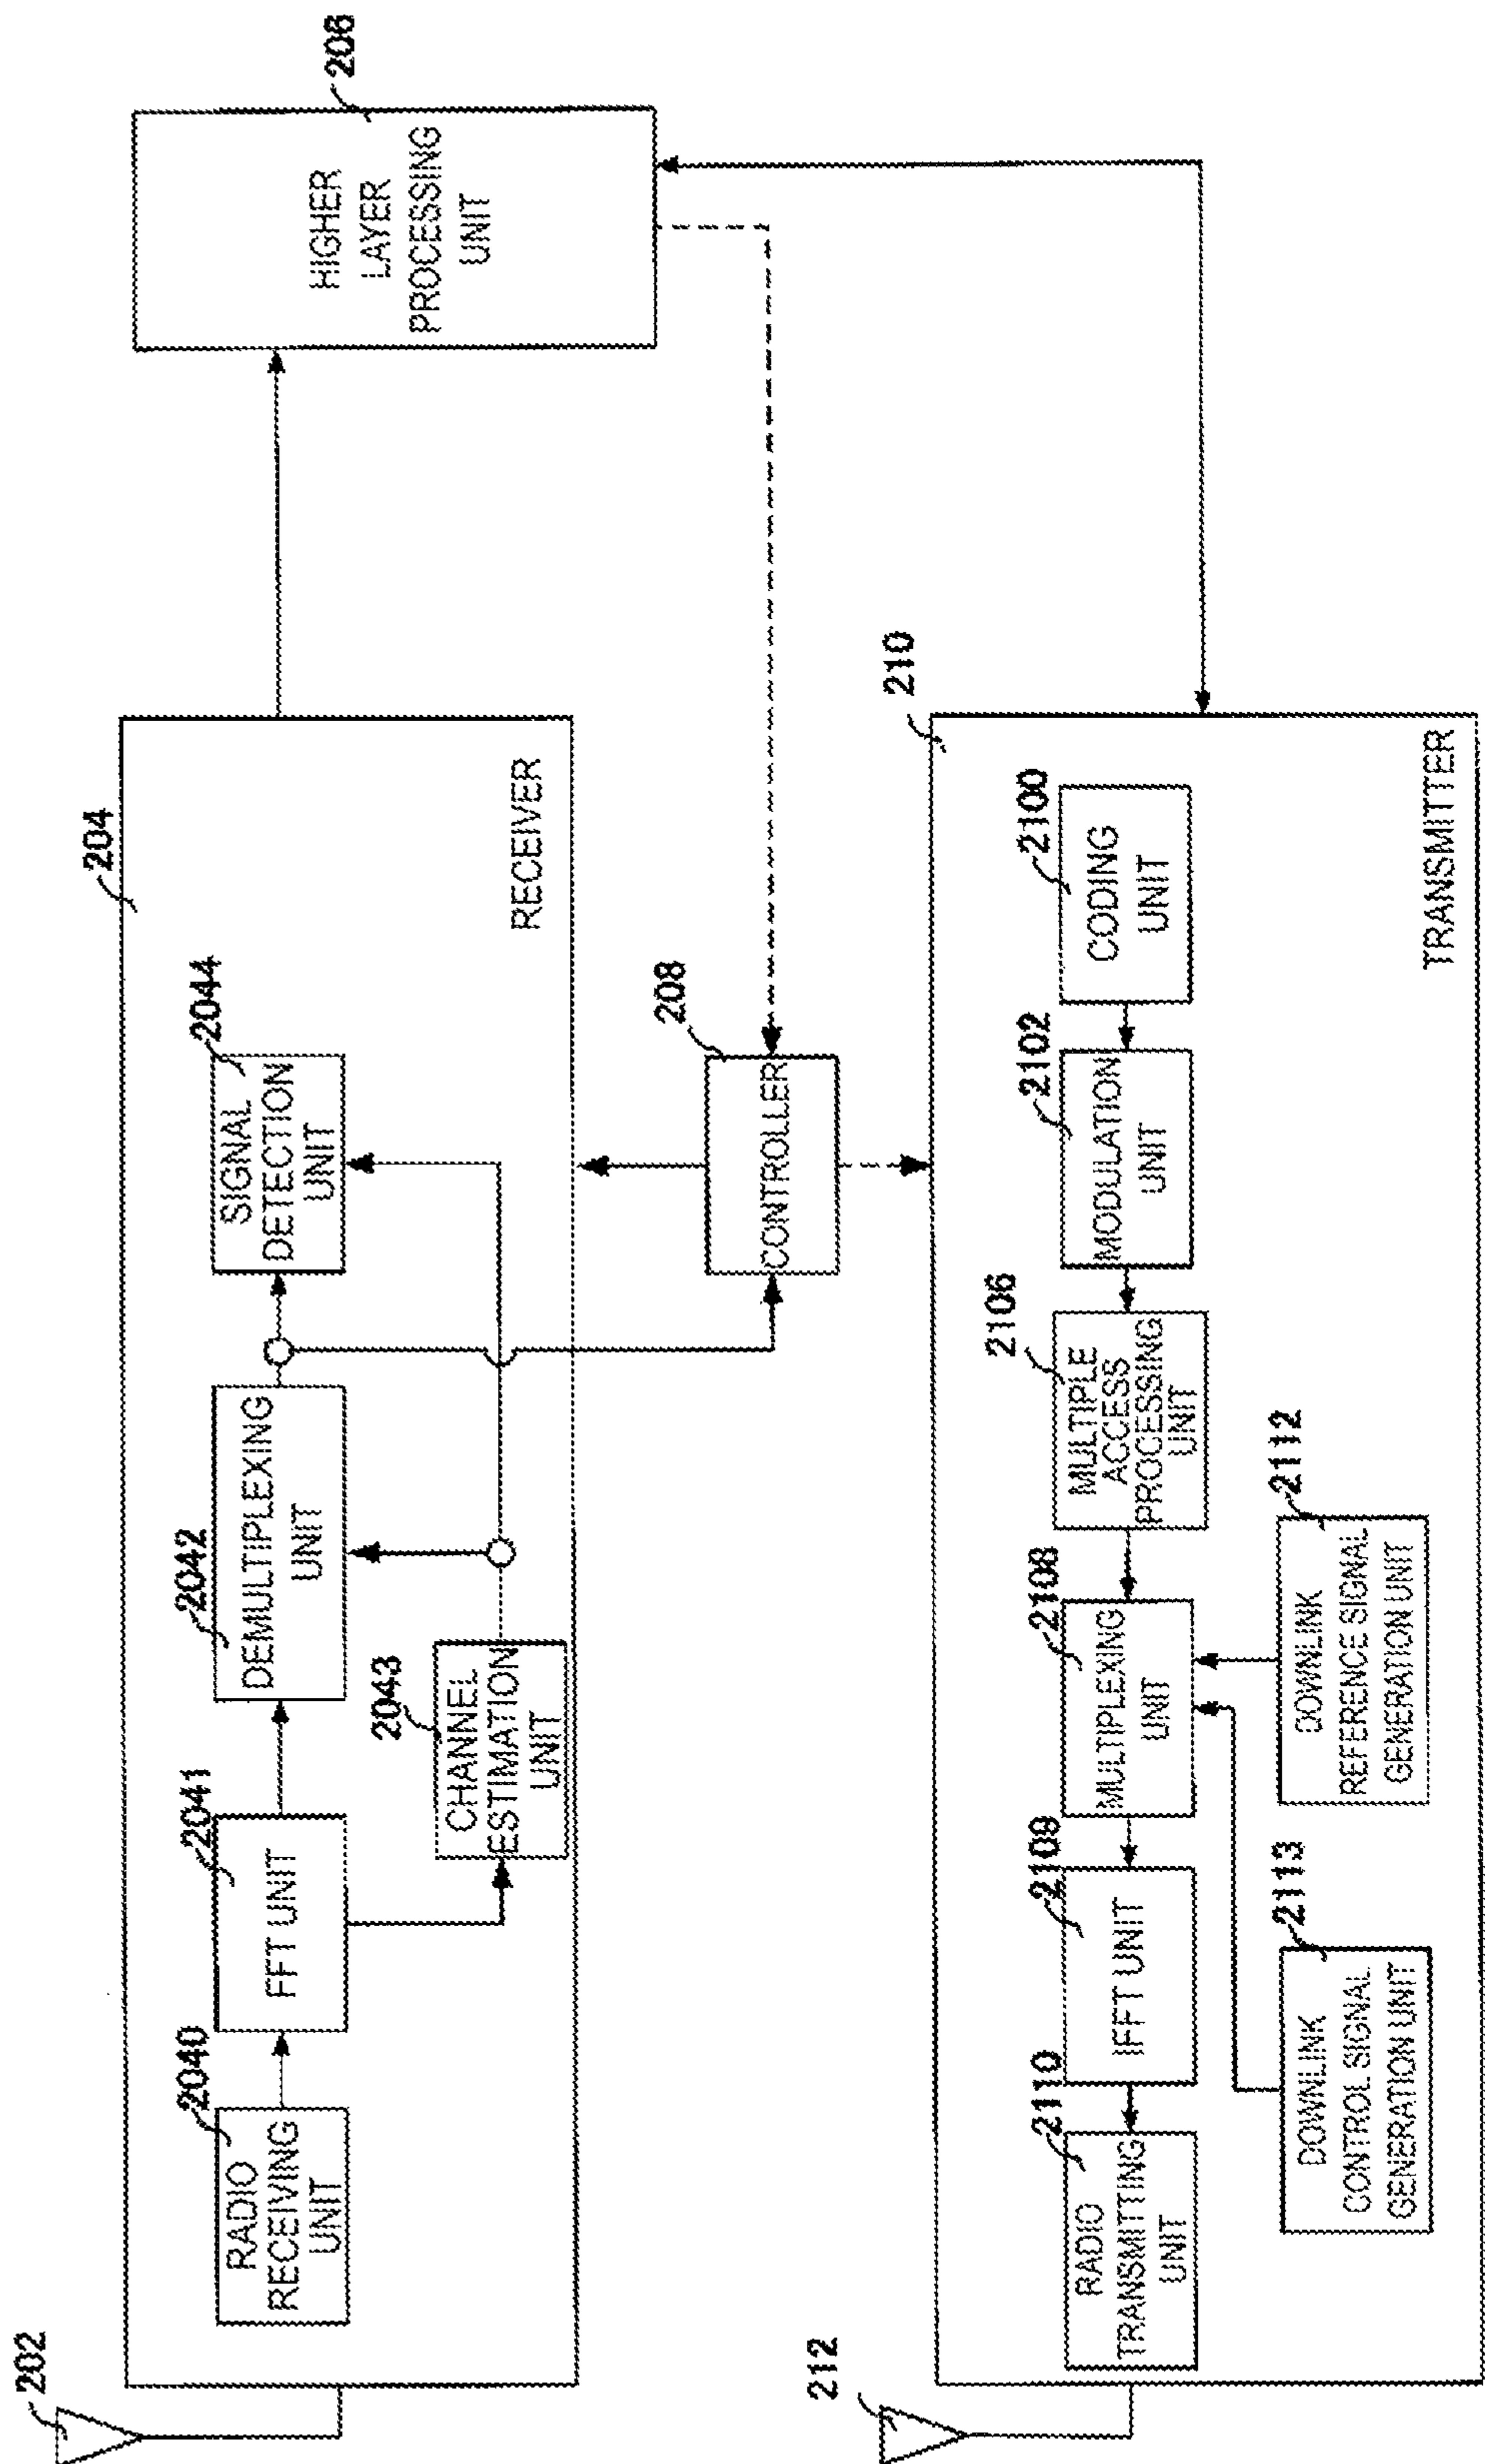 202
204
2040
RADIO
RECEIVING
UNIT
2041
FFT UNIT
2042
DEMULTIPLEXING
UNIT
2043
CHANNEL
ESTIMATION
UNIT
2044
SIGNAL
DETECTION
UNIT
RECEIVER
206
HIGHER
LAYER
PROCESSING
UNIT
208
CONTROLLER
210
212
2110
RADIO
TRANSMITTING
UNIT
2109
IFFT UNIT
2108
MULTIPLEXING
UNIT
2106
MULTIPLE
ACCESS
PROCESSING
UNIT
2102
MODULATION
UNIT
2100
CODING
UNIT
2113
DOWNLINK
CONTROL SIGNAL
GENERATION UNIT
2112
DOWNLINK
REFERENCE SIGNAL
GENERATION UNIT
TRANSMITTER